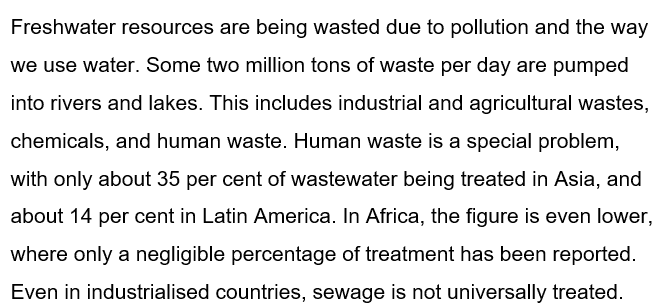 Freshwater resources are being wasted due to pollution and the way
we use water. Some two million tons of waste per day are pumped
into rivers and lakes. This includes industrial and agricultural wastes,
chemicals, and human waste. Human waste is a special problem,
with only about 35 per cent of wastewater being treated in Asia, and
about 14 per cent in Latin America. In Africa, the figure is even lower,
where only a negligible percentage of treatment has been reported.
Even in industrialised countries, sewage is not universally treated.